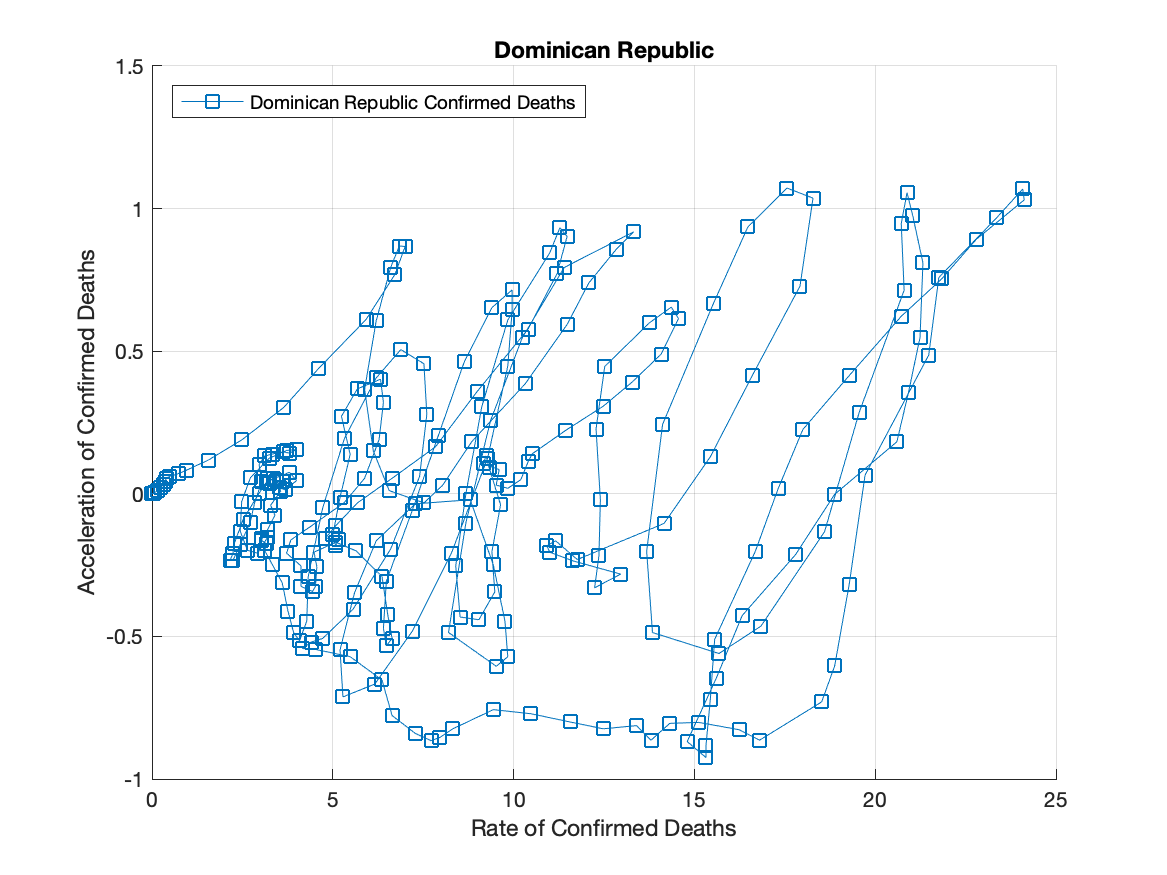 Dominican Republic
Dominican Republic Confirmed Deaths
Acceleration of Confirmed Deaths
1.5
1
0.5
0
-0.5
-1
0 5 10 15 20 25
Rate of Confirmed Deaths